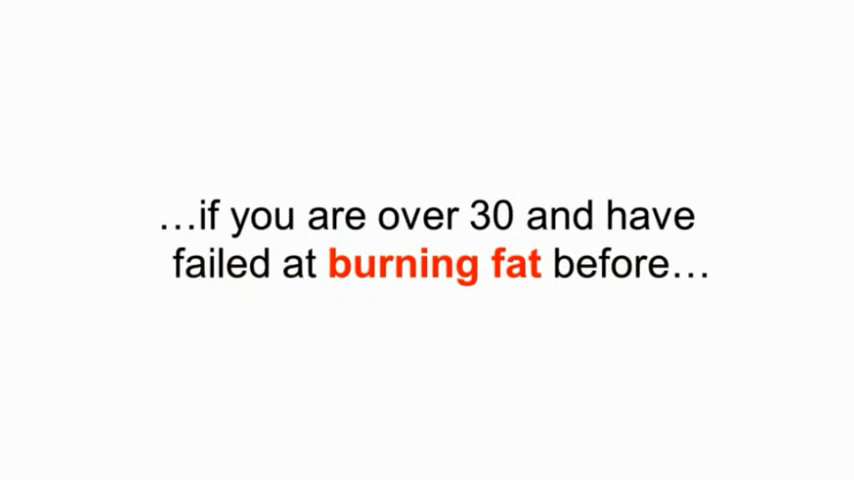 …if you are over 30 and have
failed at burning fat before…